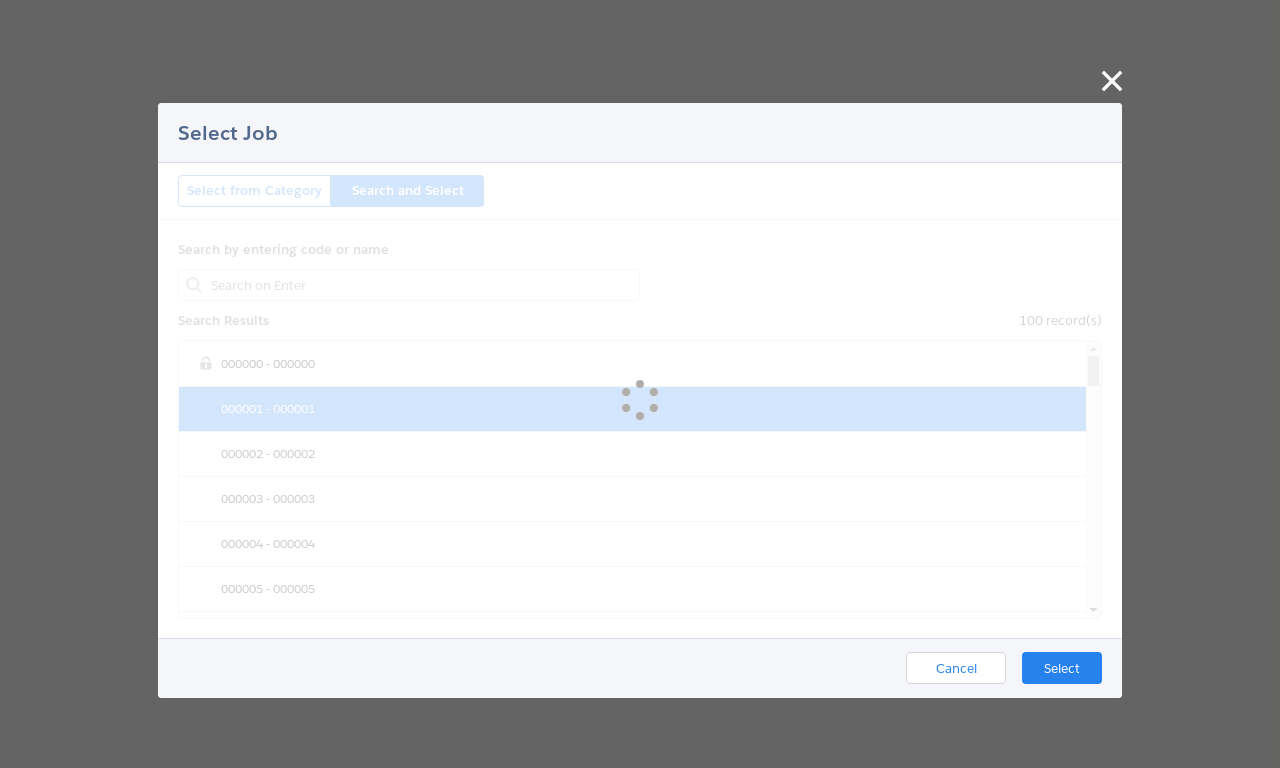 Select Job
Select from Category
Search and Select
Search by entering code or name
Search on Enter
Search Results
100 record(s)
000000 - 000000
000001 - 000001
000002 - 000002
000003 - 000003
000004 - 000004
000005 - 000005
Cancel
Select